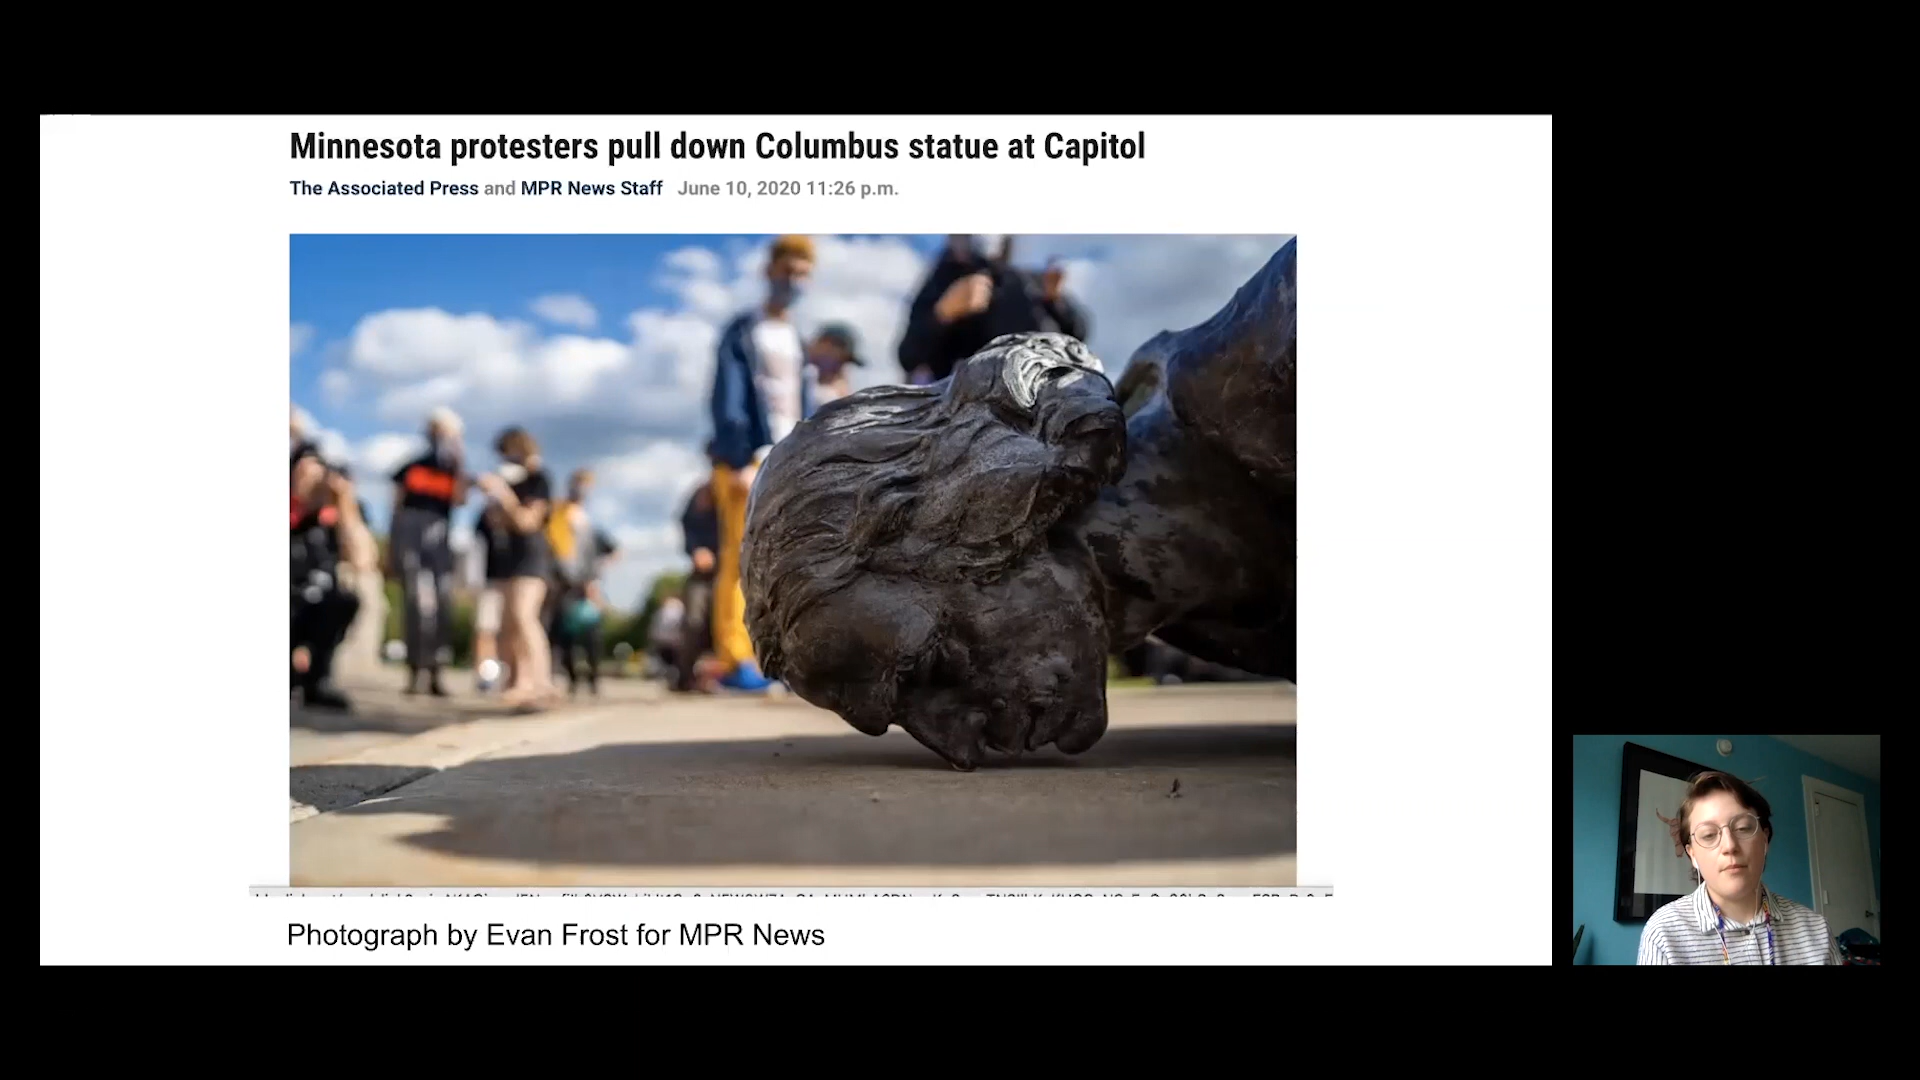 Minnesota protesters pull down Columbus statue at Capitol
The Associated Press and MPR News Staff June 10, 2020 11:26 p.m.
Photograph by Evan Frost for MPR News